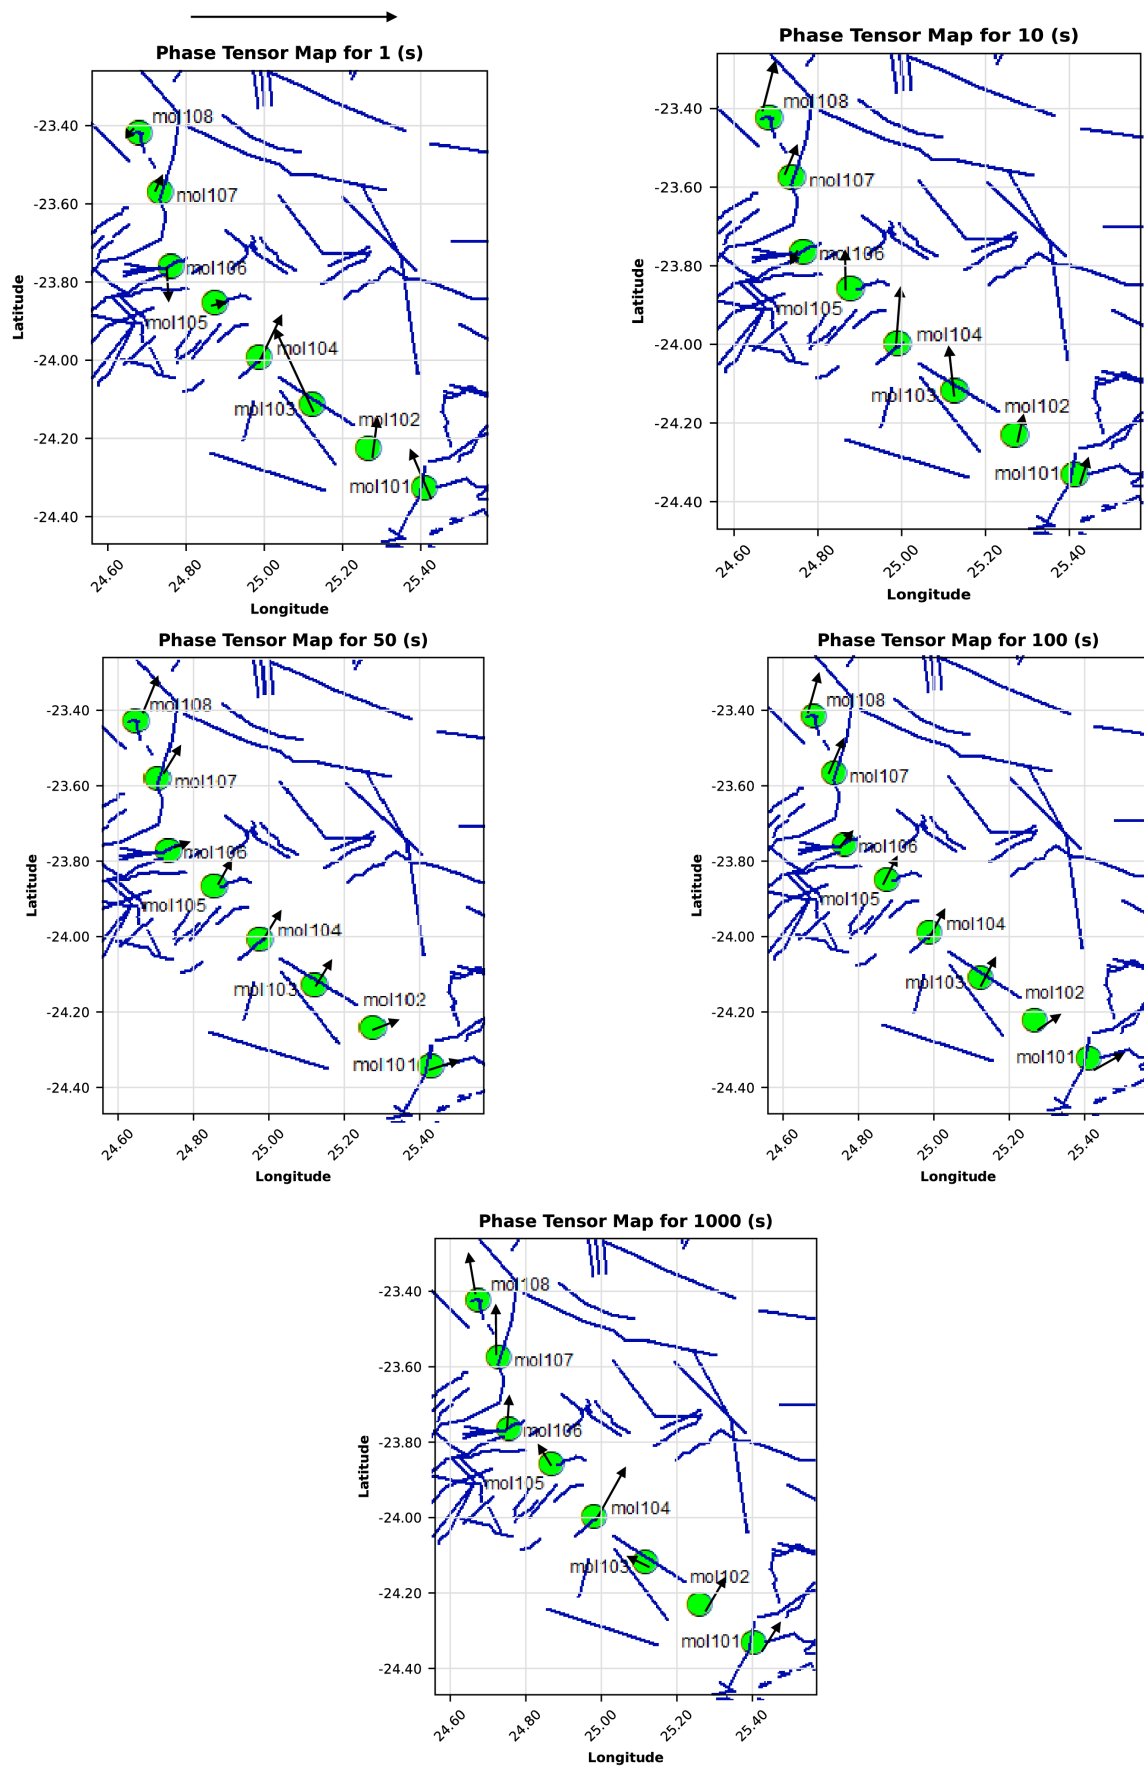 Phase Tensor Map for 1 (s)
mol108
mol107
mol106
mol105
mol104
mol103
mol102
mol101
-23.40
-23.60
-23.80
-24.00
-24.20
-24.40
Latitude
24.60
24.80
25.00
25.20
25.40
Longitude
Phase Tensor Map for 10 (s)
mol108
mol107
mol106
mol105
mol104
mol103
mol102
mol101
-23.40
-23.60
-23.80
-24.00
-24.20
-24.40
Latitude
24.60
24.80
25.00
25.20
25.40
Longitude
Phase Tensor Map for 50 (s)
mol108
mol107
mol106
mol105
mol104
mol103
mol102
mol101
-23.40
-23.60
-23.80
-24.00
-24.20
-24.40
Latitude
24.60
24.80
25.00
25.20
25.40
Longitude
Phase Tensor Map for 100 (s)
mol108
mol107
mol106
mol105
mol104
mol103
mol102
mol101
-23.40
-23.60
-23.80
-24.00
-24.20
-24.40
Latitude
24.60
24.80
25.00
25.20
25.40
Longitude
Phase Tensor Map for 1000 (s)
mol108
mol107
mol106
mol105
mol104
mol103
mol102
mol101
-23.40
-23.60
-23.80
-24.00
-24.20
-24.40
Latitude
24.60
24.80
25.00
25.20
25.40
Longitude